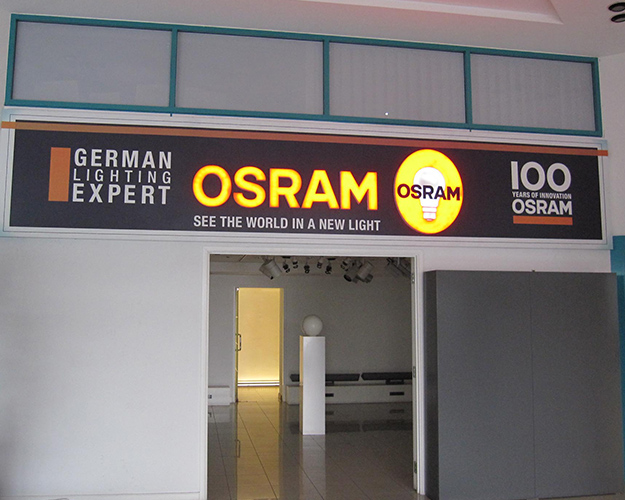 GERMAN
LIGHTING
EXPERT
OSRAM
SEE THE WORLD IN A NEW LIGHT
OSRAM
100
YEARS OF INNOVATION
OSRAM